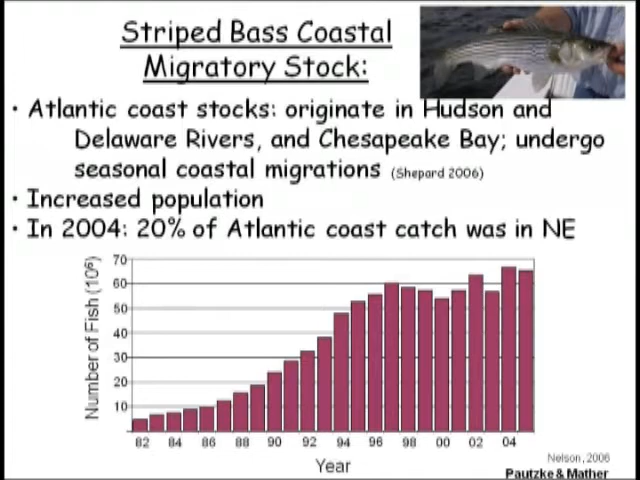 Striped Bass Coastal
Migratory Stock:
• Atlantic coast stocks: originate in Hudson and
Delaware Rivers, and Chesapeake Bay; undergo
seasonal coastal migrations (Shepard 2006)
• Increased population
• In 2004: 20% of Atlantic coast catch was in NE
Number of Fish (10⁶)
70
60
50
40
30
20
10
82 84 86 88 90 92 94 96 98 00 02 04
Year
Nelson, 2006
Pautzke & Mather